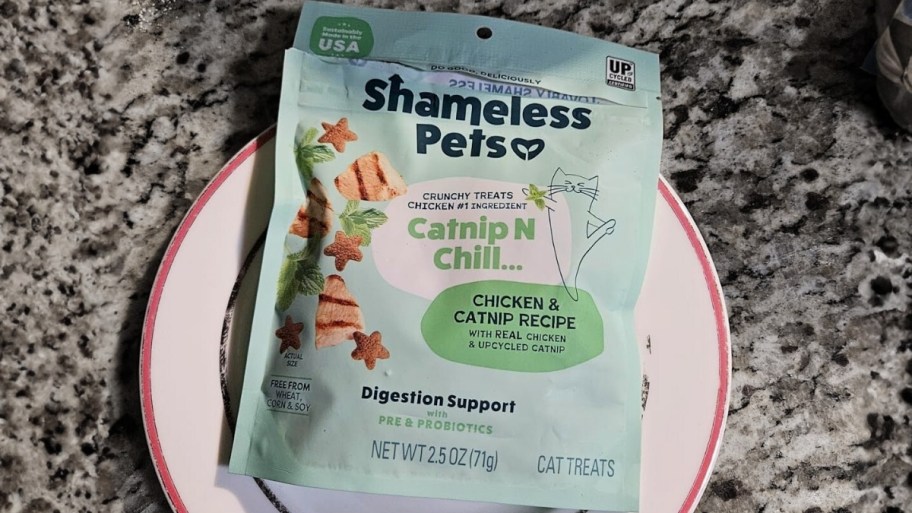 Sustainably
Made in the
USA
DO GOOD, DELICIOUSLY
UP
CYCLED
Shameless
Pets
CRUNCHY TREATS
CHICKEN #1 INGREDIENT
Catnip N
Chill...
CHICKEN &
CATNIP RECIPE
WITH REAL CHICKEN
& UPCYCLED CATNIP
ACTUAL
SIZE
FREE FROM
WHEAT,
CORN & SOY
Digestion Support
with
PRE & PROBIOTICS
NET WT 2.5 OZ (71g)
CAT TREATS